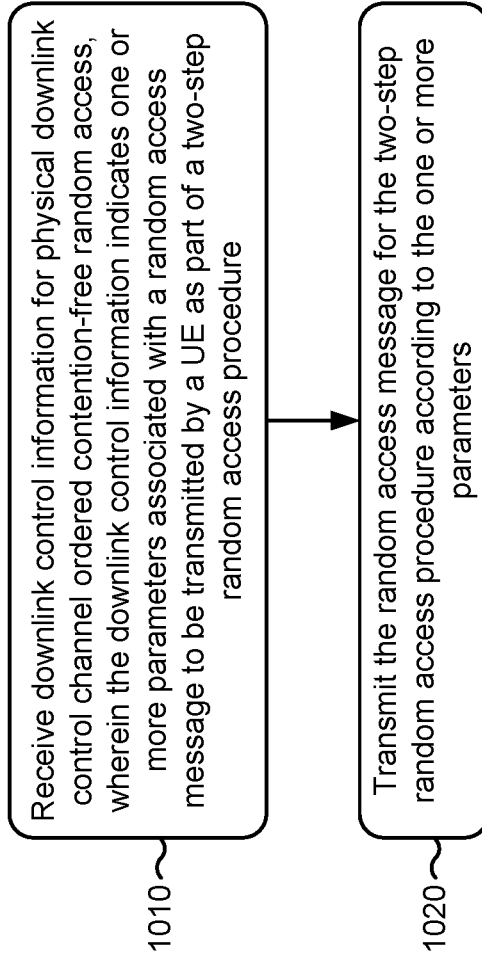 1010
Receive downlink control information for physical downlink
control channel ordered contention-free random access,
wherein the downlink control information indicates one or
more parameters associated with a random access
message to be transmitted by a UE as part of a two-step
random access procedure
1020
Transmit the random access message for the two-step
random access procedure according to the one or more
parameters